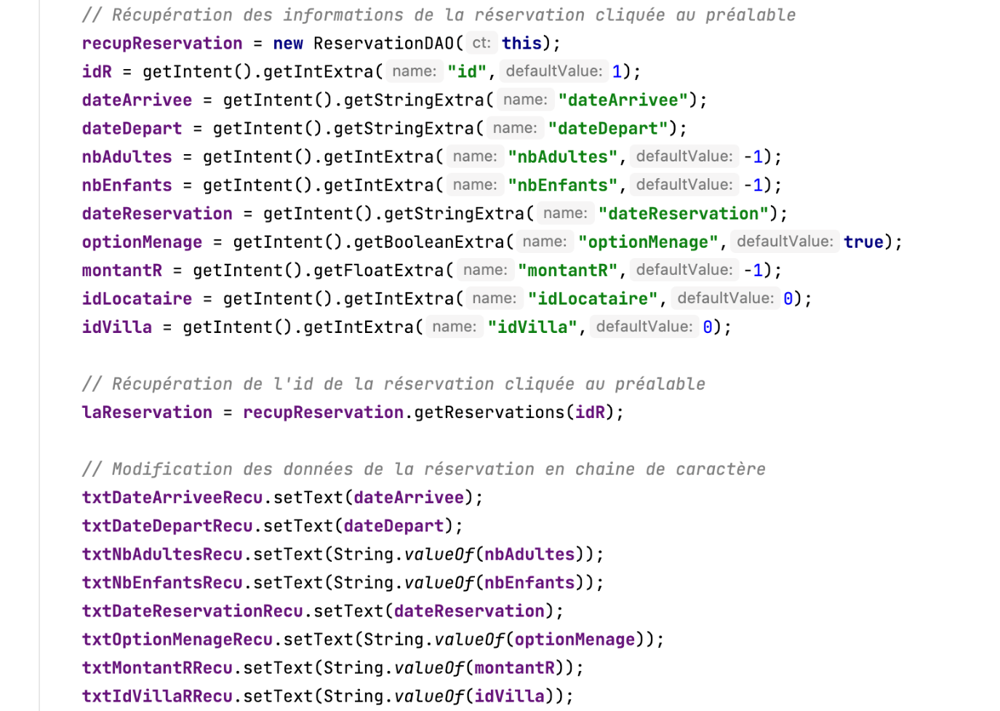 // Récupération des informations de la réservation cliquée au préalable
recupReservation = new ReservationDAO( ct: this);
idR = getIntent().getIntExtra( name: "id", defaultValue: 1);
dateArrivee = getIntent().getStringExtra( name: "dateArrivee");
dateDepart = getIntent().getStringExtra( name: "dateDepart");
nbAdultes = getIntent().getIntExtra( name: "nbAdultes", defaultValue: -1);
nbEnfants = getIntent().getIntExtra( name: "nbEnfants", defaultValue: -1);
dateReservation = getIntent().getStringExtra( name: "dateReservation");
optionMenage = getIntent().getBooleanExtra( name: "optionMenage", defaultValue: true);
montantR = getIntent().getFloatExtra( name: "montantR", defaultValue: -1);
idLocataire = getIntent().getIntExtra( name: "idLocataire", defaultValue: 0);
idVilla = getIntent().getIntExtra( name: "idVilla", defaultValue: 0);
// Récupération de l'id de la réservation cliquée au préalable
laReservation = recupReservation.getReservations(idR);
// Modification des données de la réservation en chaine de caractère
txtDateArriveeRecu.setText(dateArrivee);
txtDateDepartRecu.setText(dateDepart);
txtNbAdultesRecu.setText(String.valueOf(nbAdultes));
txtNbEnfantsRecu.setText(String.valueOf(nbEnfants));
txtDateReservationRecu.setText(dateReservation);
txtOptionMenageRecu.setText(String.valueOf(optionMenage));
txtMontantRRecu.setText(String.valueOf(montantR));
txtIdVillaRRecu.setText(String.valueOf(idVilla));